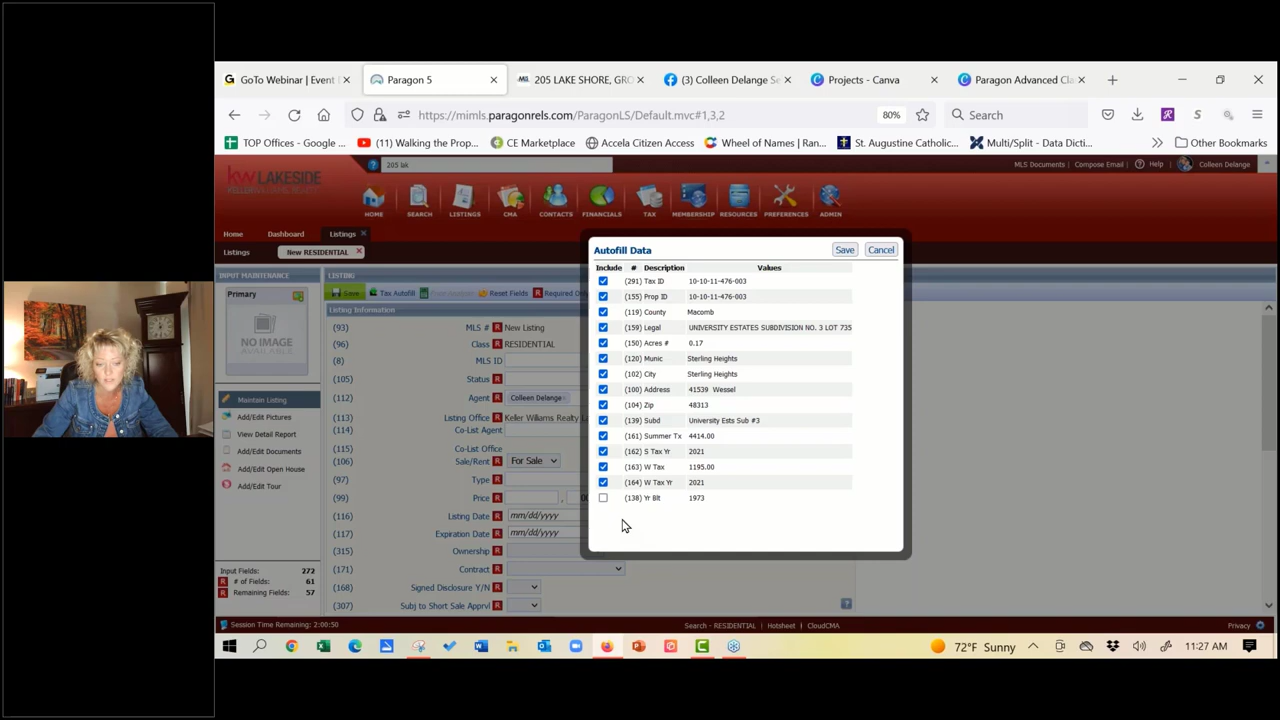 GoTo Webinar | Event
Paragon 5
205 LAKE SHORE, GRO
(3) Colleen Delange Se
Projects - Canva
Paragon Advanced Cla
https://mimls.paragonrels.com/ParagonLS/Default.mvc#1,3,2
80%
Search
TOP Offices - Google ...
(11) Walking the Prop...
CE Marketplace
Accela Citizen Access
Wheel of Names | Ran...
St. Augustine Catholic...
Multi/Split - Data Dicti...
Other Bookmarks
kw LAKESIDE
KELLERWILLIAMS. REALTY
205 lak
MLS Documents | Compose Email | Help | Colleen Delange
HOME SEARCH LISTINGS CMA CONTACTS FINANCIALS TAX MEMBERSHIP RESOURCES PREFERENCES ADMIN
Home Dashboard Listings
Listings New RESIDENTIAL
INPUT MAINTENANCE
Primary
NO IMAGE
AVAILABLE
Maintain Listing
Add/Edit Pictures
View Detail Report
Add/Edit Documents
Add/Edit Open House
Add/Edit Tour
Input Fields: 272
R # of Fields: 61
R Remaining Fields: 57
LISTING
Save Tax Autofill Reset Fields R Required Only
Listing Information
(93) MLS # R New Listing
(96) Class R RESIDENTIAL
(8) MLS ID
(105) Status R
(112) Agent R Colleen Delange
(113) Listing Office R Keller Williams Realty La
(114) Co-List Agent
(115) Co-List Office
(106) Sale/Rent R For Sale
(97) Type R
(99) Price R , 00
(116) Listing Date R mm/dd/yyyy
(117) Expiration Date R mm/dd/yyyy
(315) Ownership R
(171) Contract R
(168) Signed Disclosure Y/N R
(307) Subj to Short Sale Apprvl R
Autofill Data
Save Cancel
Include # Description Values
(291) Tax ID 10-10-11-476-003
(155) Prop ID 10-10-11-476-003
(119) County Macomb
(159) Legal UNIVERSITY ESTATES SUBDIVISION NO. 3 LOT 735
(150) Acres # 0.17
(120) Munic Sterling Heights
(102) City Sterling Heights
(100) Address 41539 Wessel
(104) Zip 48313
(139) Subd University Ests Sub #3
(161) Summer Tx 4414.00
(162) S Tax Yr 2021
(163) W Tax 1195.00
(164) W Tax Yr 2021
(138) Yr Blt 1973
Session Time Remaining: 2:00:50
Search - RESIDENTIAL | Hotsheet | CloudCMA
Privacy
72°F Sunny
11:27 AM